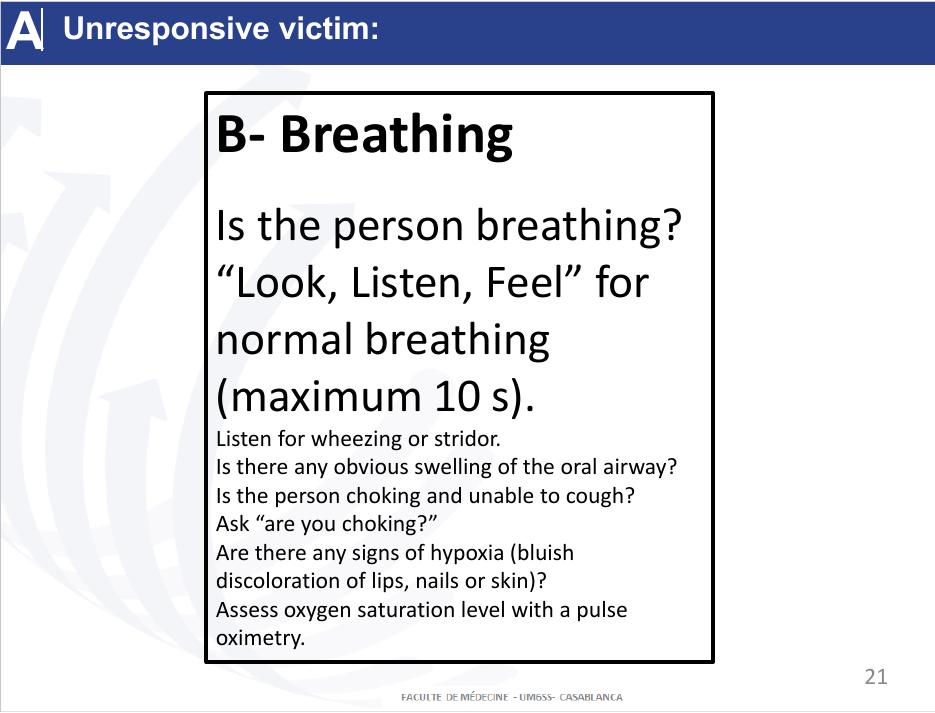 A Unresponsive victim:
B- Breathing
Is the person breathing?
“Look, Listen, Feel” for
normal breathing
(maximum 10 s).
Listen for wheezing or stridor.
Is there any obvious swelling of the oral airway?
Is the person choking and unable to cough?
Ask “are you choking?”
Are there any signs of hypoxia (bluish
discoloration of lips, nails or skin)?
Assess oxygen saturation level with a pulse
oximetry.
21
FACULTE DE MÉDECINE - UM6SS- CASABLANCA